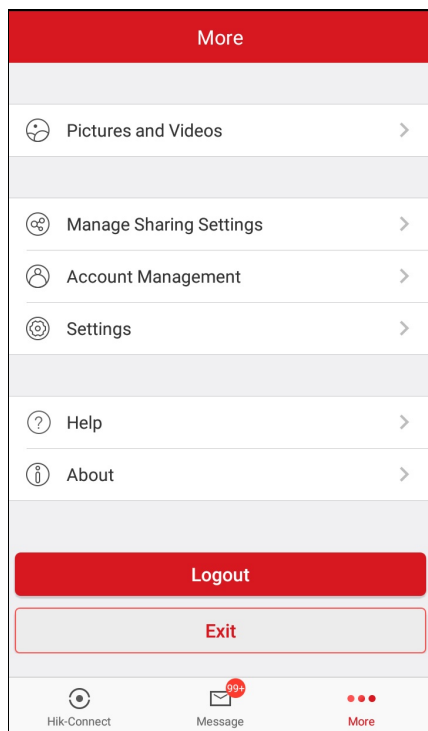 More
Pictures and Videos
Manage Sharing Settings
Account Management
Settings
?
Help
About
Logout
Exit
99+
Hik-Connect
Message
More